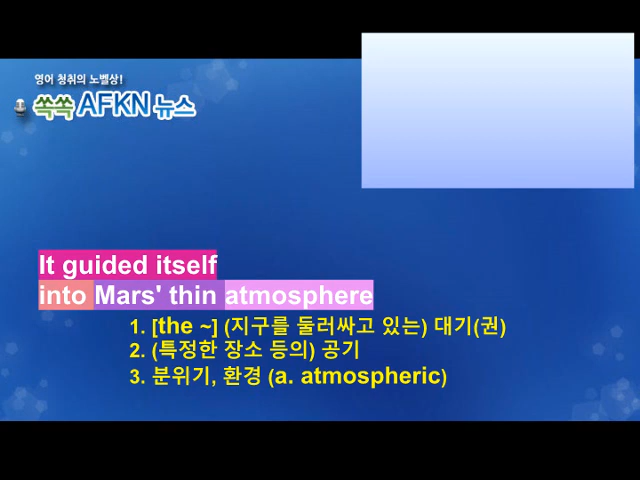 영어 청취의 노벨상!
쏙쏙 AFKN 뉴스
It guided itself
into Mars' thin atmosphere
1. [the ~] (지구를 둘러싸고 있는) 대기(권)
2. (특정한 장소 등의) 공기
3. 분위기, 환경 (a. atmospheric)